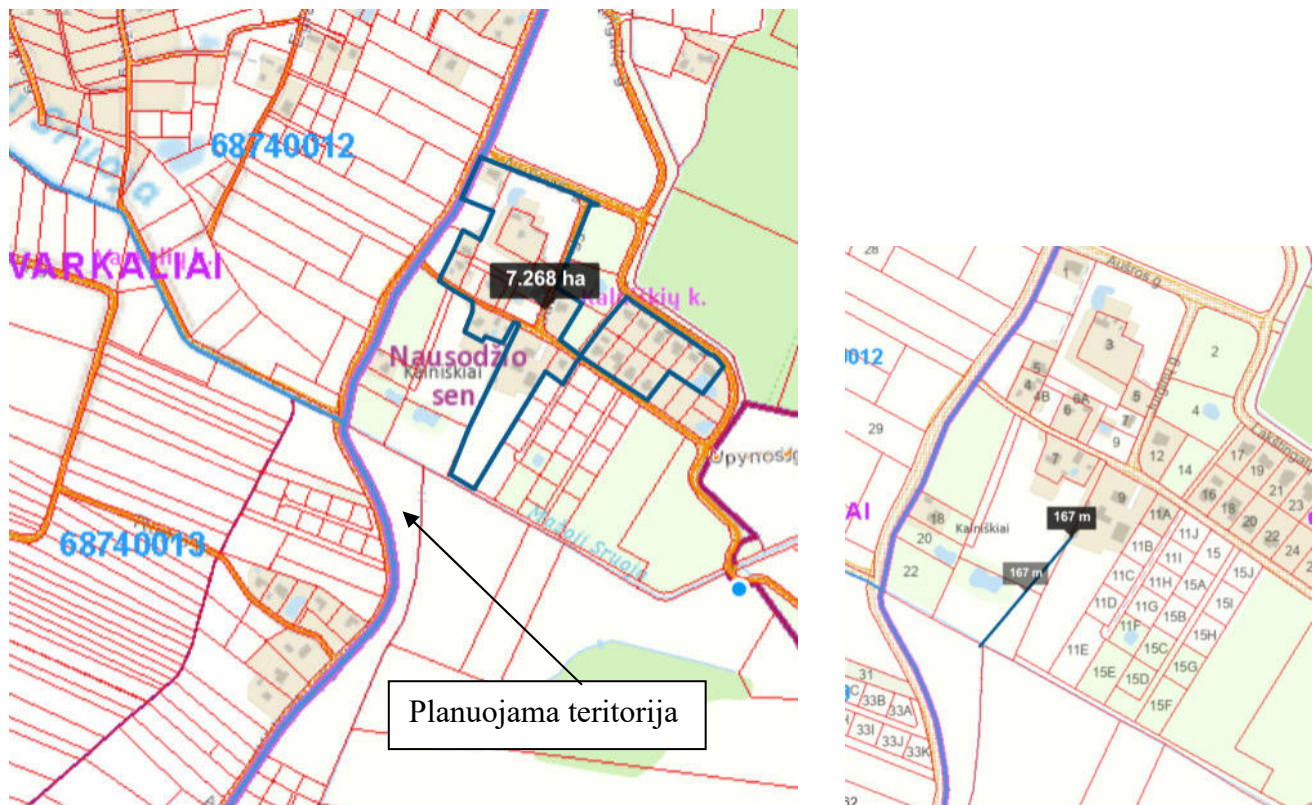 68740012
VARKALIAI
7.268 ha
Kalniškių k.
Nausodžio
Kalniškiai
sen.
Upynos g.
Mažoji Sruoja
68740013
Planuojama teritorija
28
Aušros g.
1
3
2
0012
5
4
4B
6
6A
5
7
9
4
29
7
12
14
17
19
21
23
Lakštingal
9
16
18
20
22
24
167 m
AI
18
Kalniškiai
20
22
167 m
11A
11B
11J
11I
15
11C
11H
15A
15J
11D
11G
15B
15I
11F
15H
15C
11E
15G
15E
15D
15F
31
33B
33A
33I
33J
33K